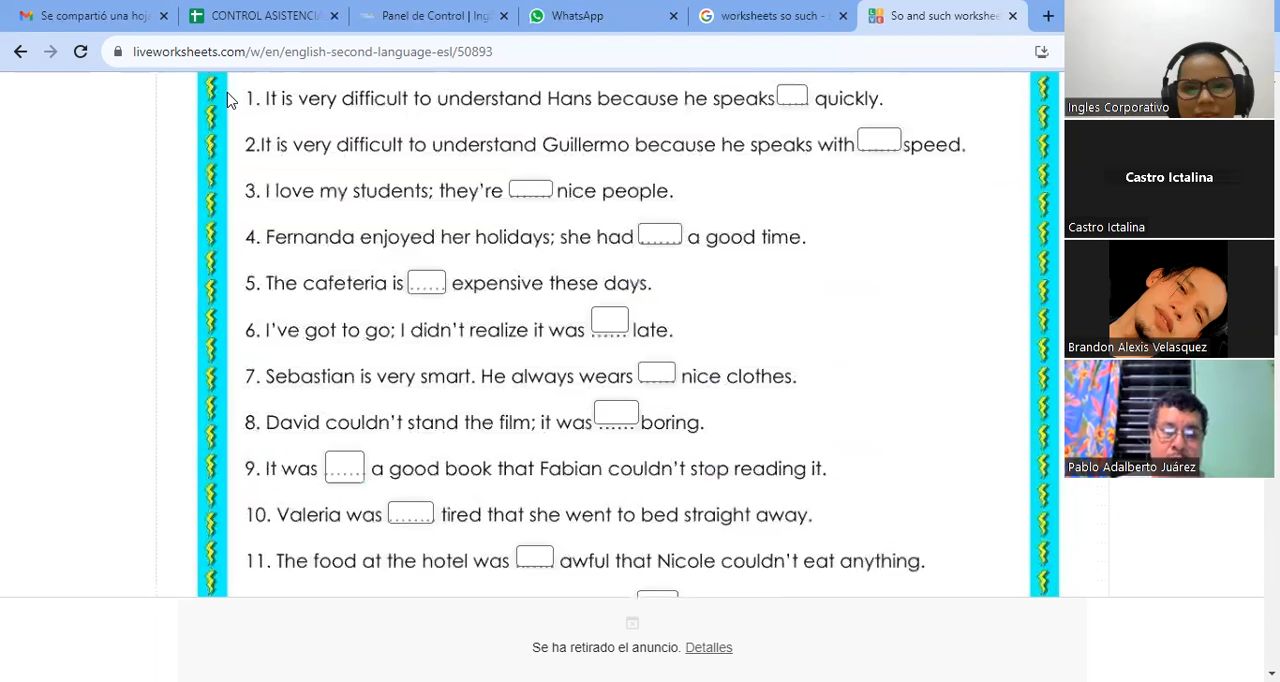 Se compartió una hoja
CONTROL ASISTENCIA
Panel de Control | Ingl
WhatsApp
worksheets so such -
So and such workshee
liveworksheets.com/w/en/english-second-language-esl/50893
1. It is very difficult to understand Hans because he speaks..... quickly.
2.It is very difficult to understand Guillermo because he speaks with ...... speed.
3. I love my students; they're ...... nice people.
4. Fernanda enjoyed her holidays; she had ...... a good time.
5. The cafeteria is ...... expensive these days.
6. I've got to go; I didn't realize it was ...... late.
7. Sebastian is very smart. He always wears ..... nice clothes.
8. David couldn't stand the film; it was ...... boring.
9. It was ...... a good book that Fabian couldn't stop reading it.
10. Valeria was ....... tired that she went to bed straight away.
11. The food at the hotel was ...... awful that Nicole couldn't eat anything.
Se ha retirado el anuncio. Detalles
Ingles Corporativo
Castro Ictalina
Castro Ictalina
Brandon Alexis Velasquez
Pablo Adalberto Juárez